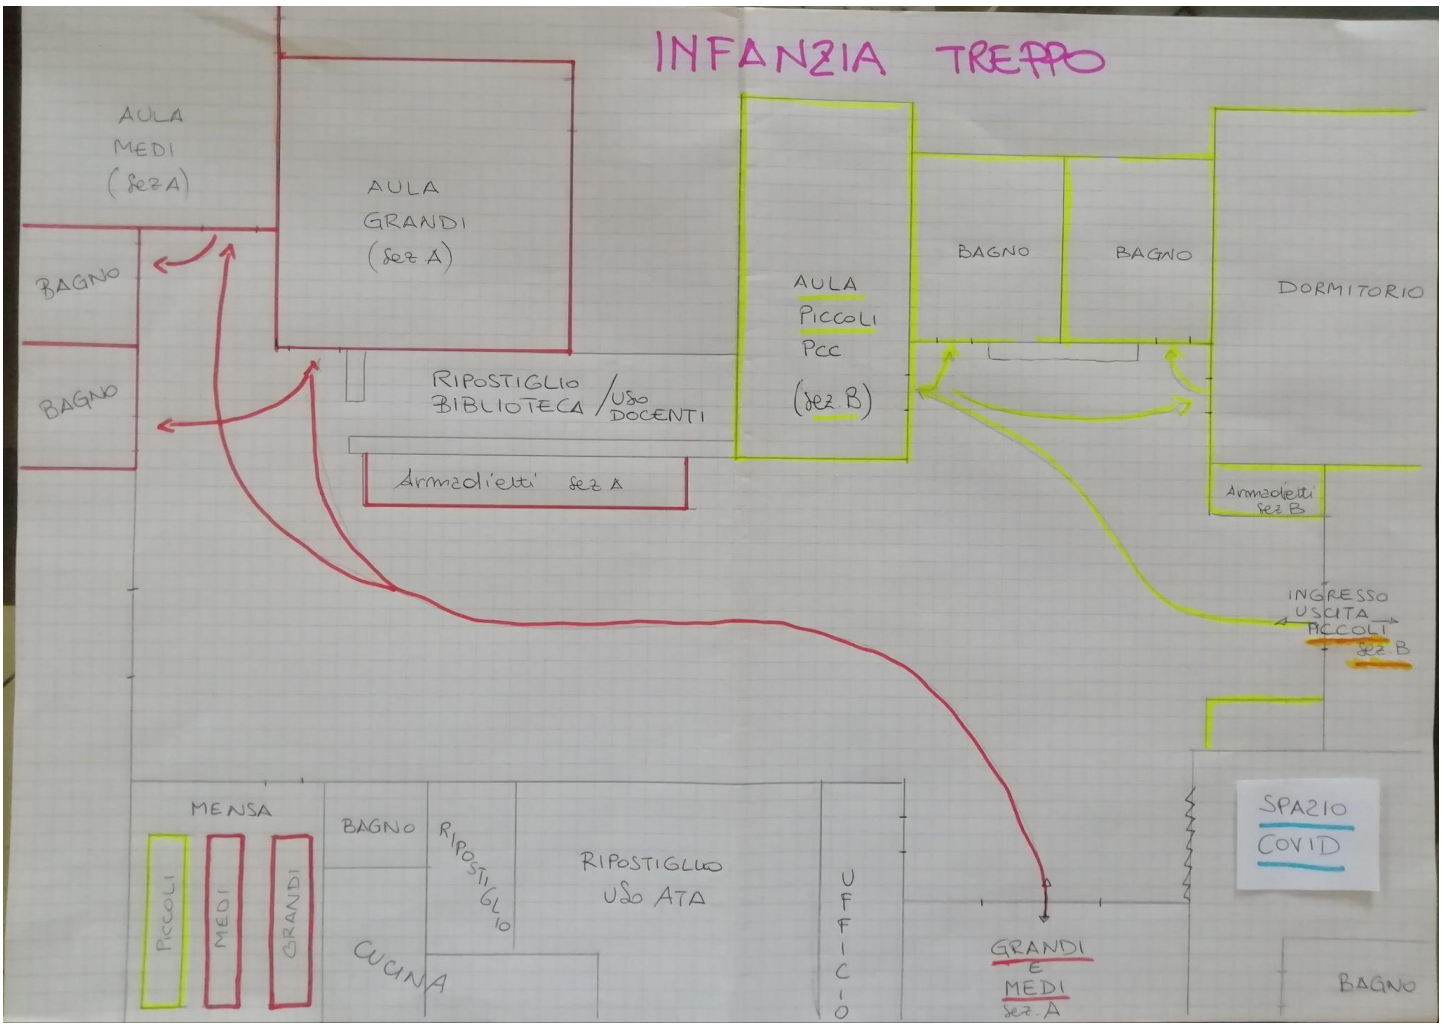 INFANZIA TREPPO
AULA
MEDI
(sez A)
AULA
GRANDI
(sez A)
BAGNO
BAGNO
RIPOSTIGLIO
BIBLIOTECA / USO
DOCENTI
Armadietti sez A
AULA
PICCOLI
PCC
(sez. B)
BAGNO
BAGNO
DORMITORIO
Armadietti
sez B
INGRESSO
USCITA
PICCOLI
sez. B
MENSA
PICCOLI
MEDI
GRANDI
BAGNO
CUCINA
RIPOSTIGLIO
RIPOSTIGLIO
USO ATA
UFFICIO
GRANDI
E
MEDI
sez. A
SPAZIO
COVID
BAGNO